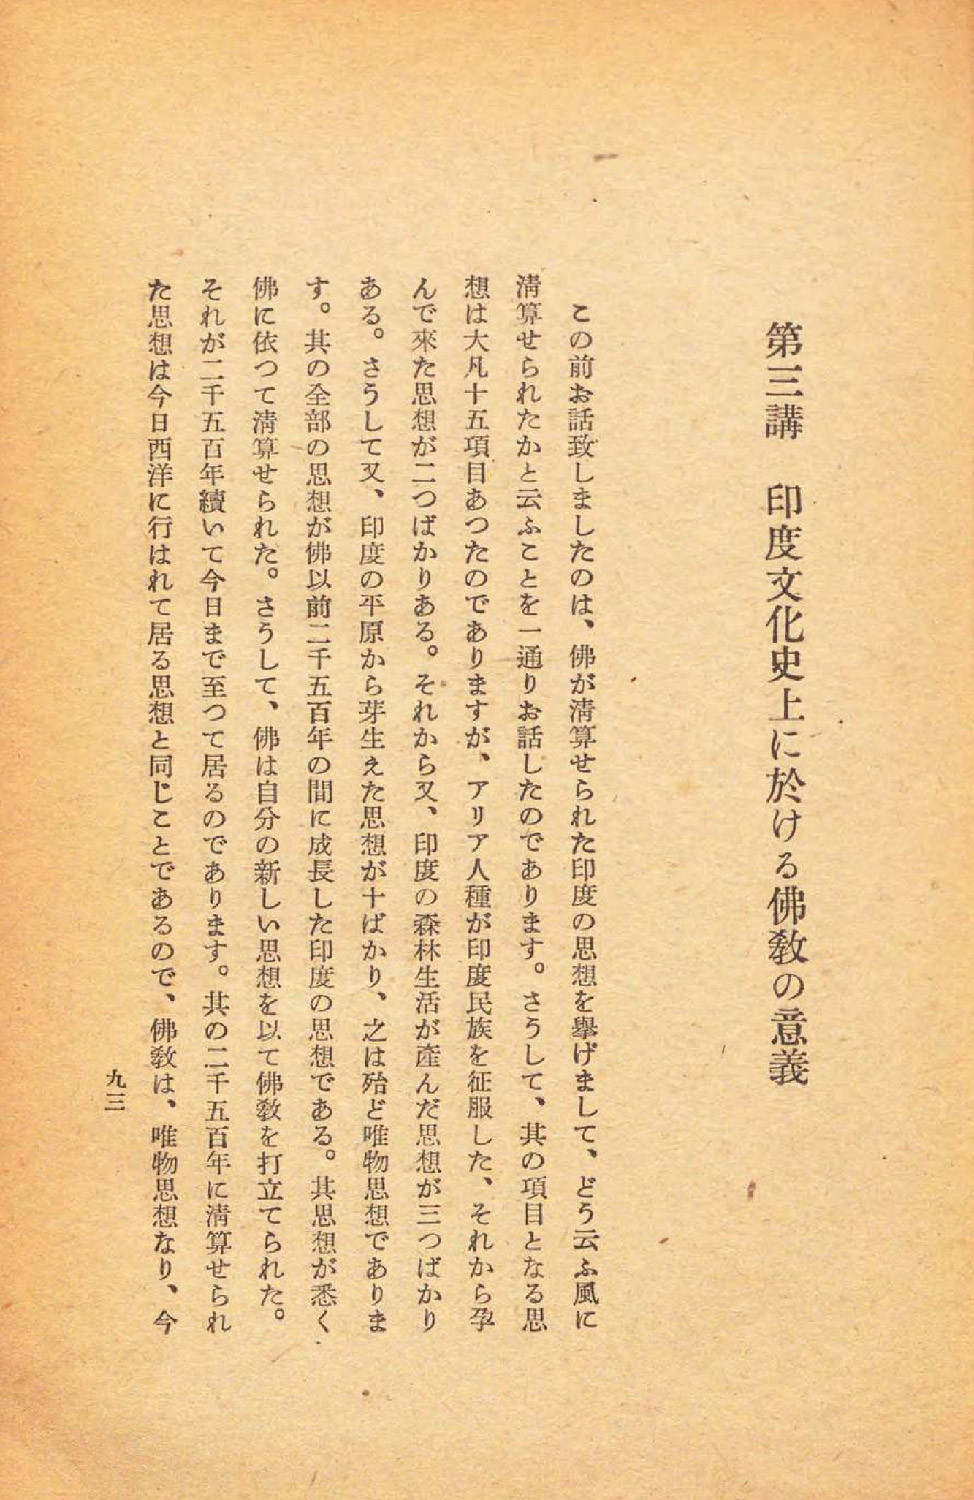 第三講　印度文化史上に於ける佛敎の意義
この前お話致しましたのは、佛が淸算せられた印度の思想を擧げまして、どう云ふ風に
淸算せられたかと云ふことを一通りお話したのであります。さうして、其の項目となる思
想は大凡十五項目あつたのでありますが、アリア人種が印度民族を征服した、それから孕
んで來た思想が二つばかりある。それから又、印度の森林生活が產んだ思想が三つばかり
ある。さうして又、印度の平原から芽生えた思想が十ばかり、之は殆ど唯物思想でありま
す。其の全部の思想が佛以前二千五百年の間に成長した印度の思想である。其思想が悉く
佛に依つて淸算せられた。さうして、佛は自分の新しい思想を以て佛敎を打立てられた。
それが二千五百年續いて今日まで至つて居るのであります。其の二千五百年に淸算せられ
た思想は今日西洋に行はれて居る思想と同じことであるので、佛敎は、唯物思想なり、今
九三